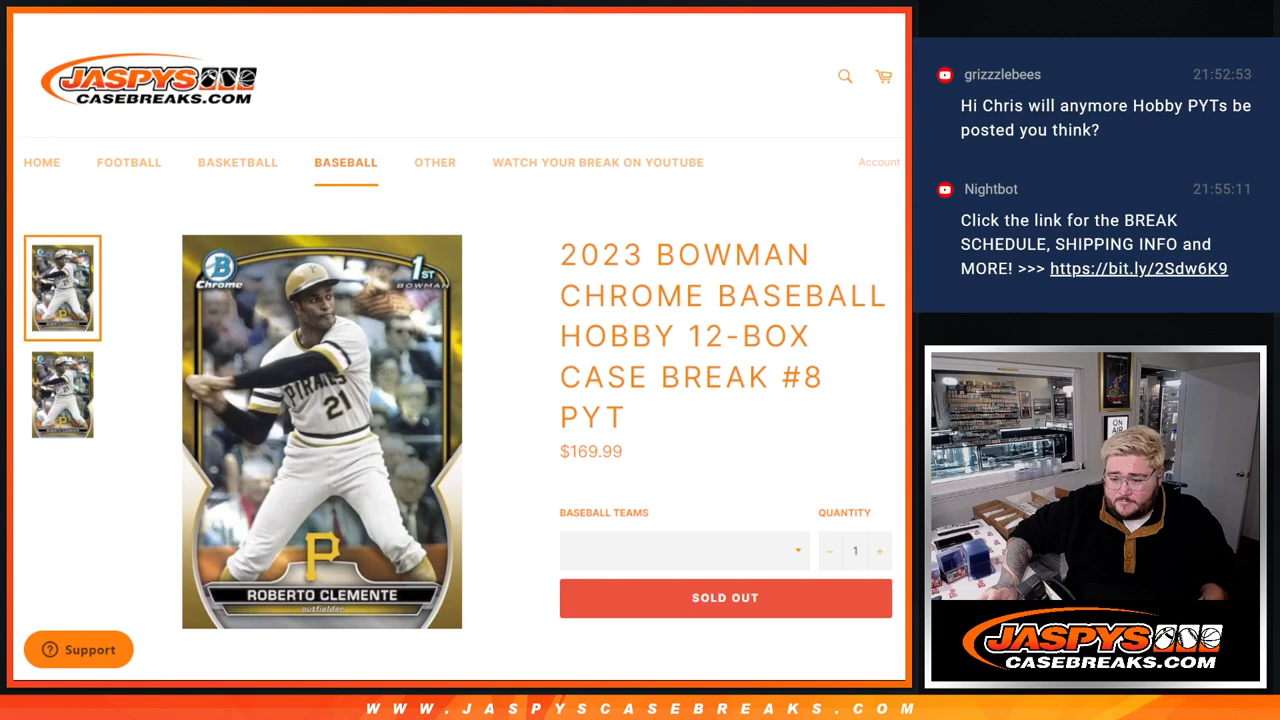 JASPYS
CASEBREAKS.COM
HOME
FOOTBALL
BASKETBALL
BASEBALL
OTHER
WATCH YOUR BREAK ON YOUTUBE
Account
B
Chrome
1ST
BOWMAN
PIRATES
21
P
ROBERTO CLEMENTE
outfielder
2023 BOWMAN
CHROME BASEBALL
HOBBY 12-BOX
CASE BREAK #8
PYT
$169.99
BASEBALL TEAMS
QUANTITY
− 1 +
SOLD OUT
? Support
grizzzlebees 21:52:53
Hi Chris will anymore Hobby PYTs be
posted you think?
Nightbot 21:55:11
Click the link for the BREAK
SCHEDULE, SHIPPING INFO and
MORE! >>> https://bit.ly/2Sdw6K9
ON
AIR
JASPYS
CASEBREAKS.COM
WWW.JASPYSCASEBREAKS.COM